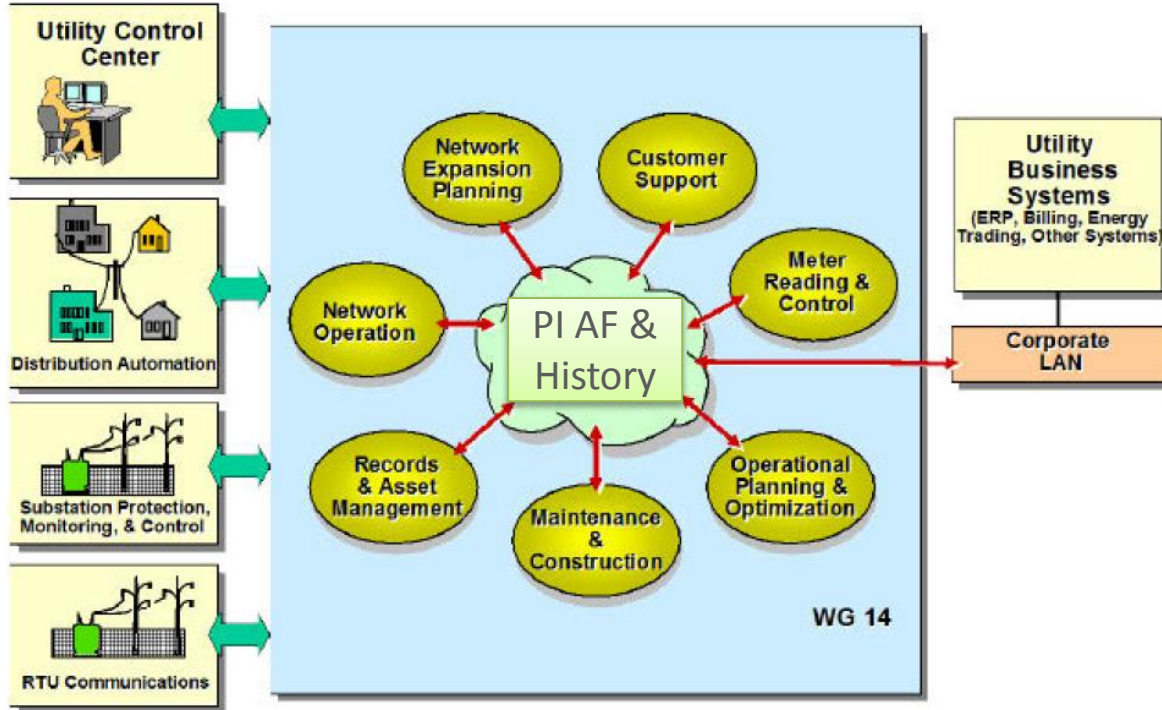 Utility Control
Center
Distribution Automation
Substation Protection,
Monitoring, & Control
RTU Communications
Network
Expansion
Planning
Customer
Support
Network
Operation
Meter
Reading &
Control
PI AF &
History
Records
& Asset
Management
Maintenance
&
Construction
Operational
Planning &
Optimization
WG 14
Utility
Business
Systems
(ERP, Billing, Energy
Trading, Other Systems)
Corporate
LAN